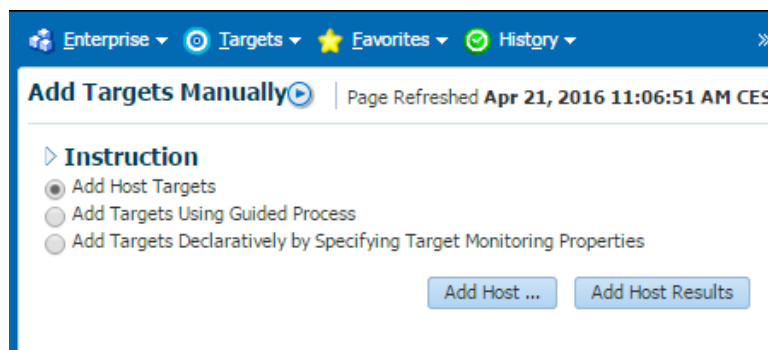 Enterprise Targets Favorites History »
Add Targets Manually Page Refreshed Apr 21, 2016 11:06:51 AM CES
Instruction
Add Host Targets
Add Targets Using Guided Process
Add Targets Declaratively by Specifying Target Monitoring Properties
Add Host ... Add Host Results